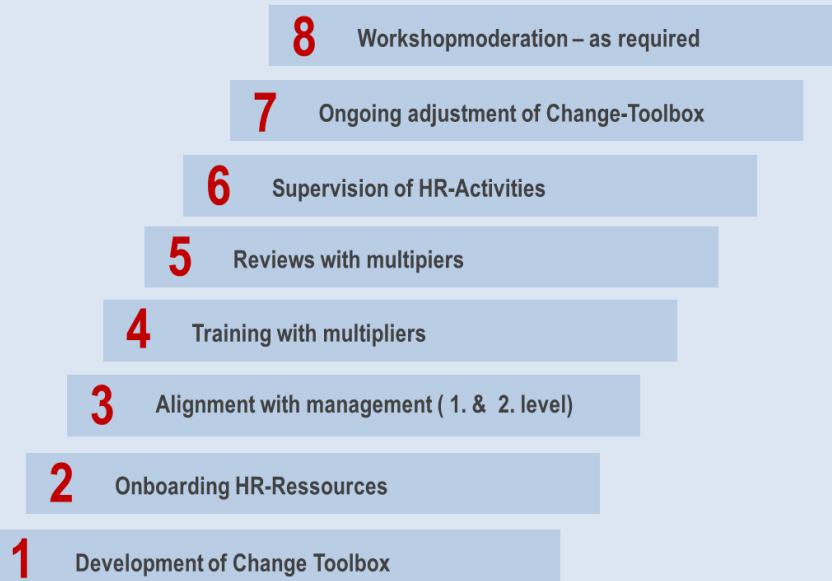 8 Workshopmoderation – as required
7 Ongoing adjustment of Change-Toolbox
6 Supervision of HR-Activities
5 Reviews with multipiers
4 Training with multipliers
3 Alignment with management ( 1. & 2. level)
2 Onboarding HR-Ressources
1 Development of Change Toolbox